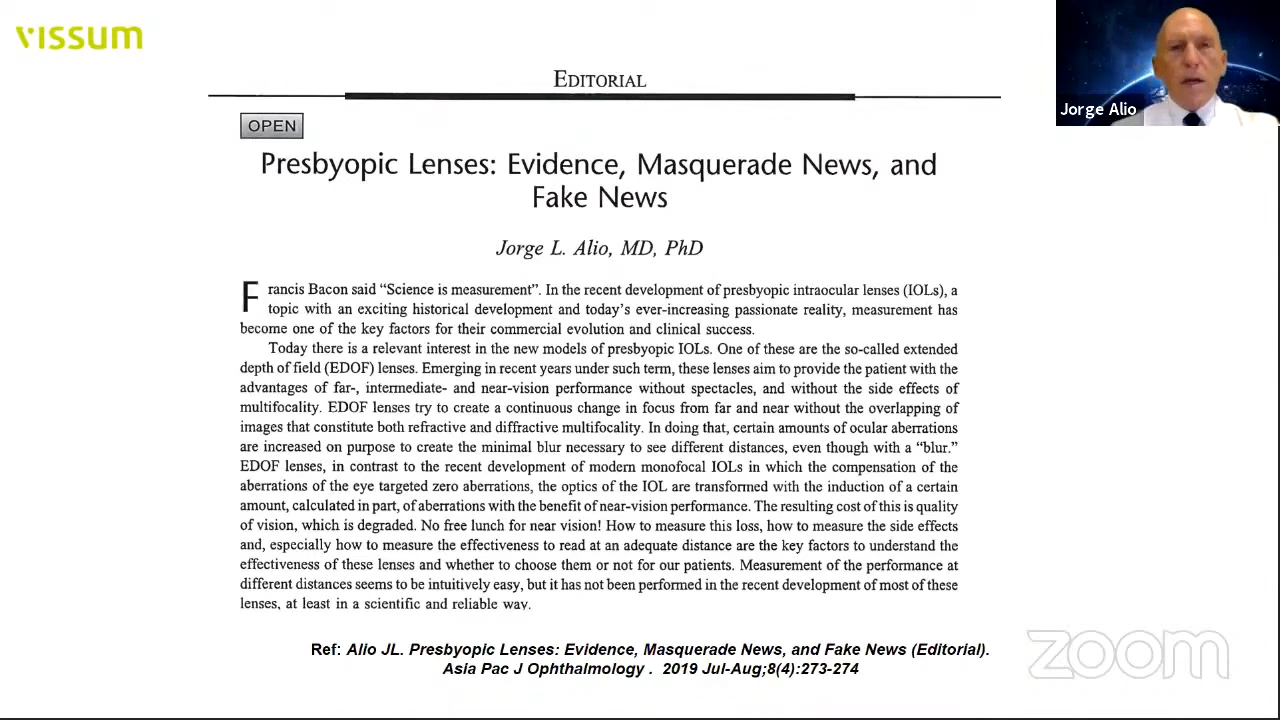 vissum
Jorge Alio
EDITORIAL
OPEN
Presbyopic Lenses: Evidence, Masquerade News, and
Fake News
Jorge L. Alio, MD, PhD
Francis Bacon said “Science is measurement”. In the recent development of presbyopic intraocular lenses (IOLs), a
topic with an exciting historical development and today’s ever-increasing passionate reality, measurement has
become one of the key factors for their commercial evolution and clinical success.
Today there is a relevant interest in the new models of presbyopic IOLs. One of these are the so-called extended
depth of field (EDOF) lenses. Emerging in recent years under such term, these lenses aim to provide the patient with the
advantages of far-, intermediate- and near-vision performance without spectacles, and without the side effects of
multifocality. EDOF lenses try to create a continuous change in focus from far and near without the overlapping of
images that constitute both refractive and diffractive multifocality. In doing that, certain amounts of ocular aberrations
are increased on purpose to create the minimal blur necessary to see different distances, even though with a “blur.”
EDOF lenses, in contrast to the recent development of modern monofocal IOLs in which the compensation of the
aberrations of the eye targeted zero aberrations, the optics of the IOL are transformed with the induction of a certain
amount, calculated in part, of aberrations with the benefit of near-vision performance. The resulting cost of this is quality
of vision, which is degraded. No free lunch for near vision! How to measure this loss, how to measure the side effects
and, especially how to measure the effectiveness to read at an adequate distance are the key factors to understand the
effectiveness of these lenses and whether to choose them or not for our patients. Measurement of the performance at
different distances seems to be intuitively easy, but it has not been performed in the recent development of most of these
lenses, at least in a scientific and reliable way.
Ref: Alio JL. Presbyopic Lenses: Evidence, Masquerade News, and Fake News (Editorial).
Asia Pac J Ophthalmology . 2019 Jul-Aug;8(4):273-274
zoom